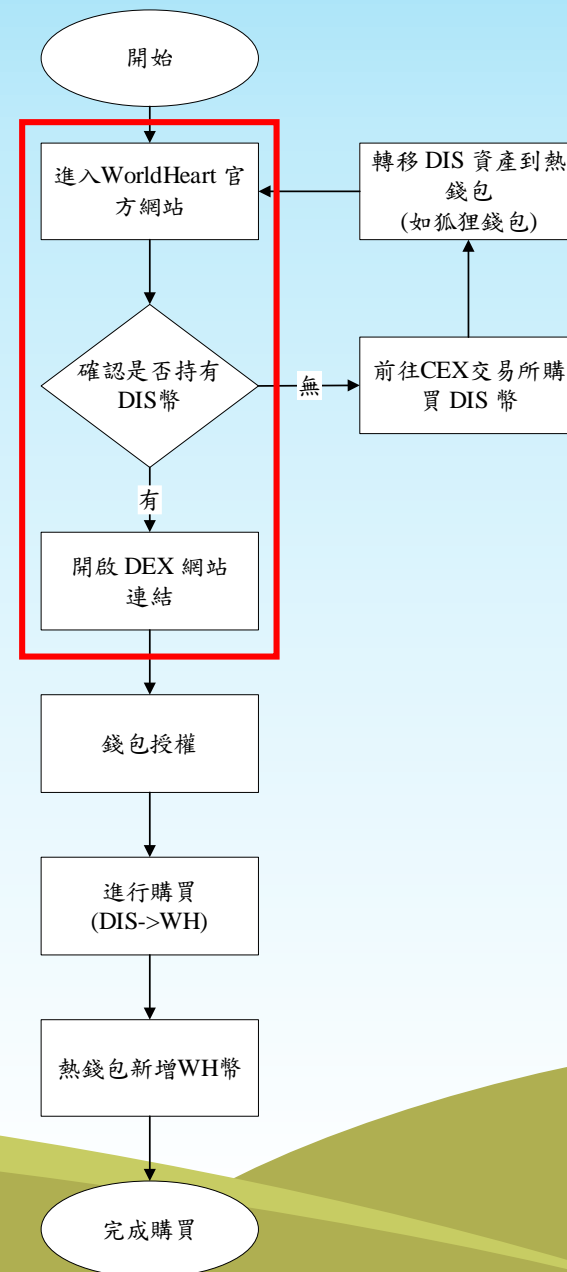 開始
進入WorldHeart 官
方網站
轉移 DIS 資產到熱
錢包
(如狐狸錢包)
確認是否持有
DIS幣
無
前往CEX交易所購
買 DIS 幣
有
開啟 DEX 網站
連結
錢包授權
進行購買
(DIS->WH)
熱錢包新增WH幣
完成購買